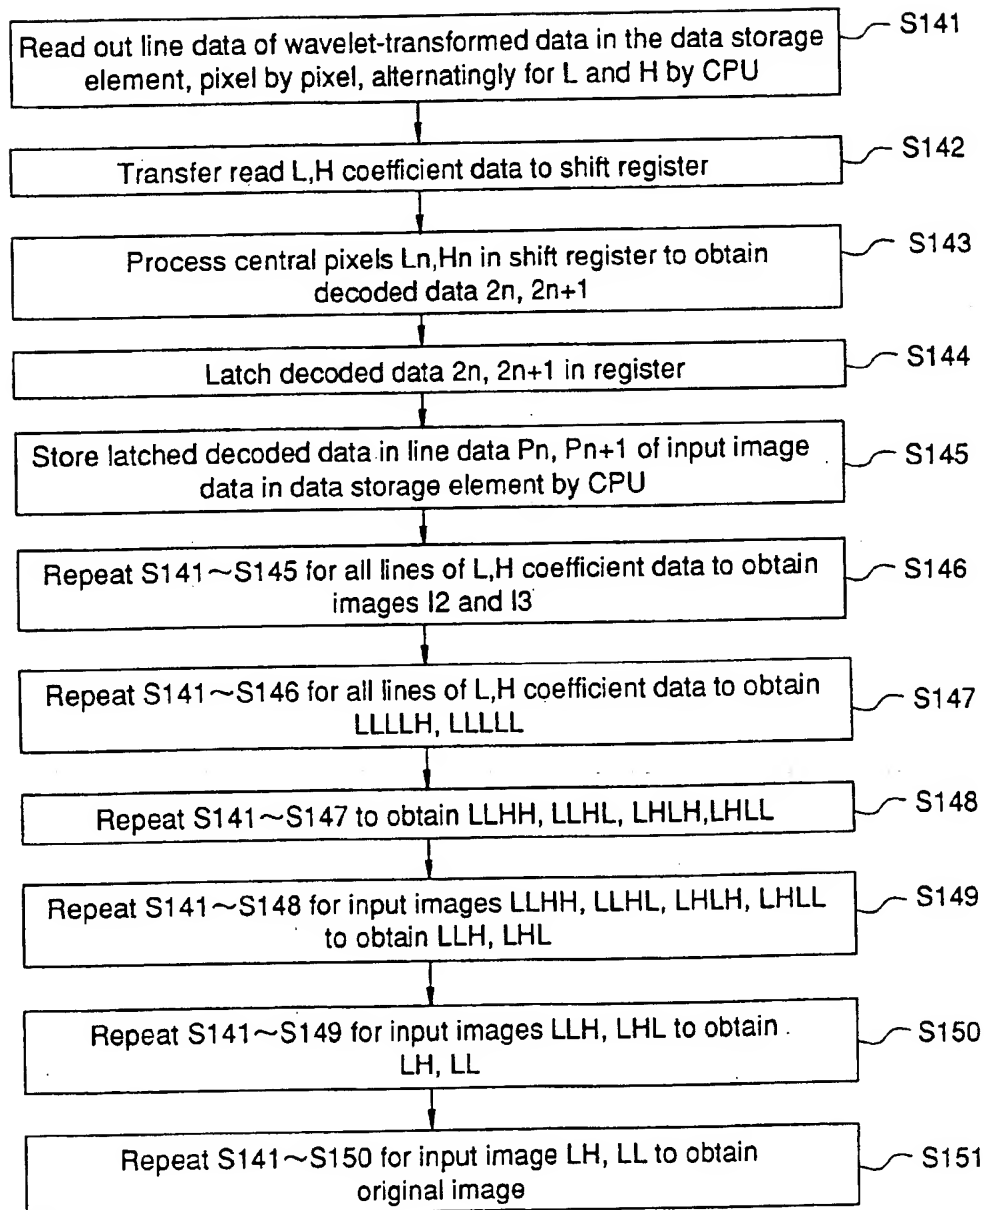 Read out line data of wavelet-transformed data in the data storage
element, pixel by pixel, alternatingly for L and H by CPU
S141
Transfer read L,H coefficient data to shift register
S142
Process central pixels Ln,Hn in shift register to obtain
decoded data 2n, 2n+1
S143
Latch decoded data 2n, 2n+1 in register
S144
Store latched decoded data in line data Pn, Pn+1 of input image
data in data storage element by CPU
S145
Repeat S141~S145 for all lines of L,H coefficient data to obtain
images I2 and I3
S146
Repeat S141~S146 for all lines of L,H coefficient data to obtain
LLLLH, LLLLL
S147
Repeat S141~S147 to obtain LLHH, LLHL, LHLH,LHLL
S148
Repeat S141~S148 for input images LLHH, LLHL, LHLH, LHLL
to obtain LLH, LHL
S149
Repeat S141~S149 for input images LLH, LHL to obtain
LH, LL
S150
Repeat S141~S150 for input image LH, LL to obtain
original image
S151